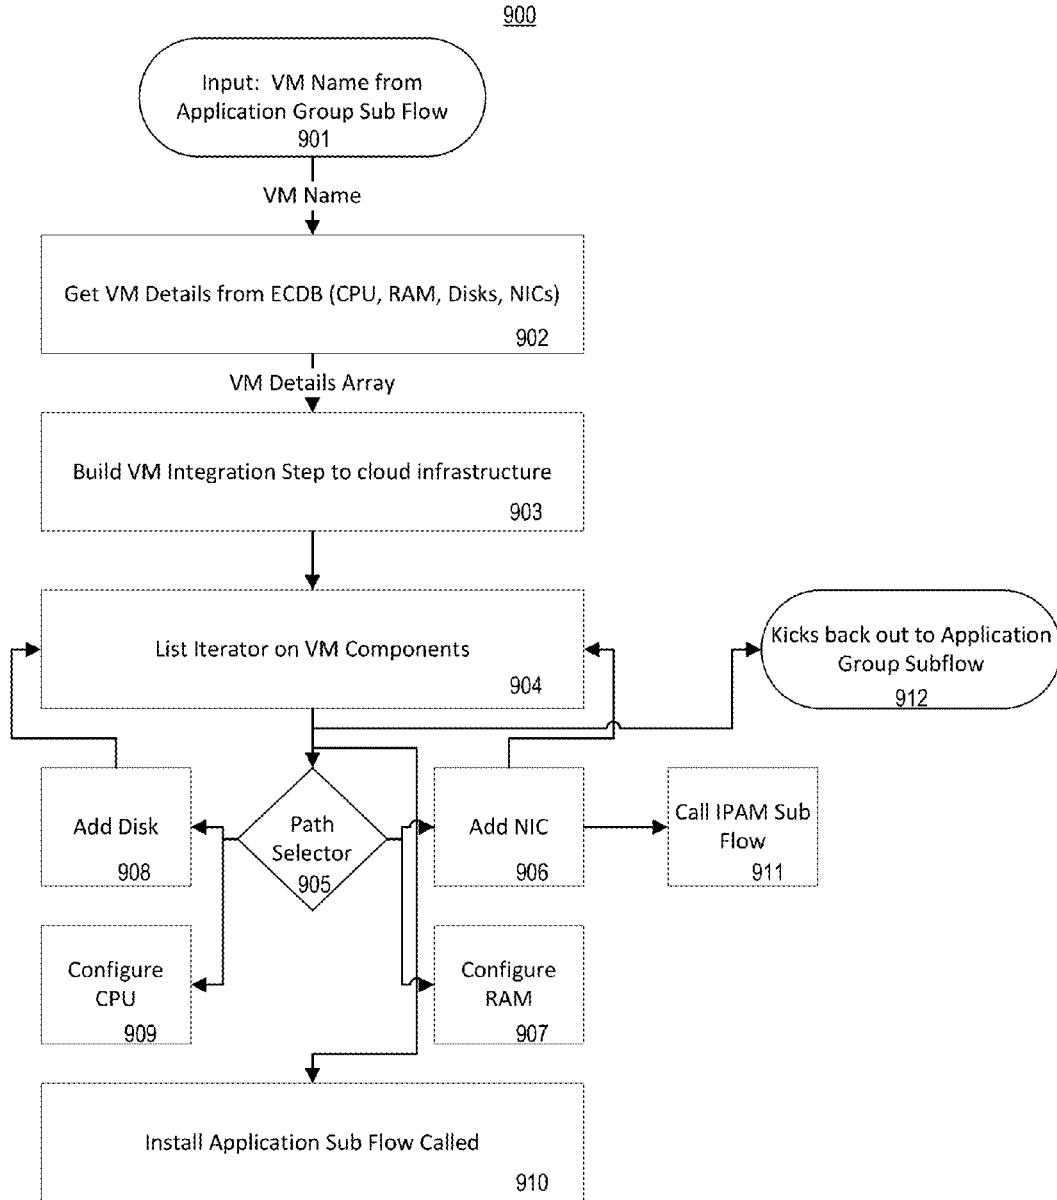 900
Input: VM Name from
Application Group Sub Flow
901
VM Name
Get VM Details from ECDB (CPU, RAM, Disks, NICs)
902
VM Details Array
Build VM Integration Step to cloud infrastructure
903
List Iterator on VM Components
904
Kicks back out to Application
Group Subflow
912
Add Disk
908
Path
Selector
905
Add NIC
906
Call IPAM Sub
Flow
911
Configure
CPU
909
Configure
RAM
907
Install Application Sub Flow Called
910